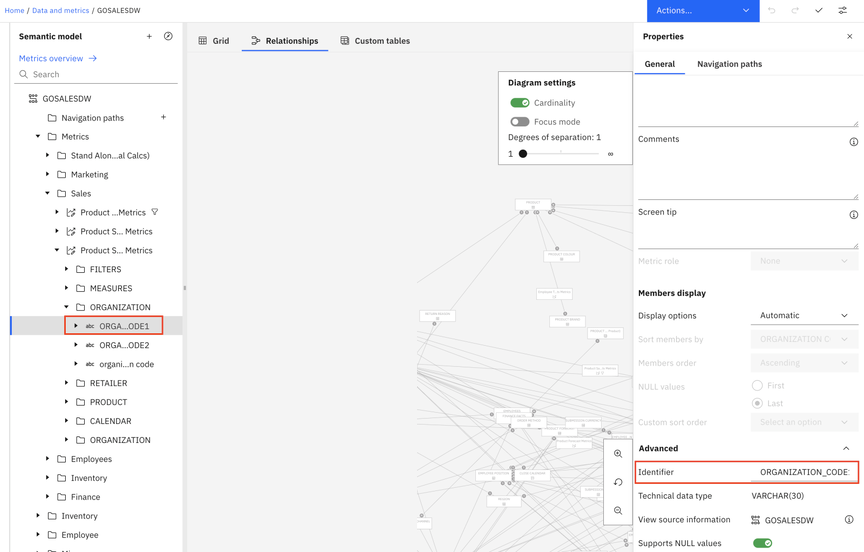 Home / Data and metrics / GOSALESDW
Actions...
Semantic model
Metrics overview
Search
GOSALESDW
Navigation paths
Metrics
Stand Alon...al Calcs)
Marketing
Sales
Product ...Metrics
Product S... Metrics
Product S... Metrics
FILTERS
MEASURES
ORGANIZATION
abc ORGA...ODE1
abc ORGA...ODE2
abc organi...n code
RETAILER
PRODUCT
CALENDAR
ORGANIZATION
Employees
Inventory
Finance
Inventory
Employee
Grid
Relationships
Custom tables
Diagram settings
Cardinality
Focus mode
Degrees of separation: 1
1 ∞
PRODUCT
Properties
General
Navigation paths
Comments
Screen tip
Metric role None
Members display
Display options Automatic
Sort members by ORGANIZATION C
Members order Ascending
NULL values First
Last
Custom sort order Select an option
Advanced
Identifier ORGANIZATION_CODE
Technical data type VARCHAR(30)
View source information GOSALESDW
Supports NULL values